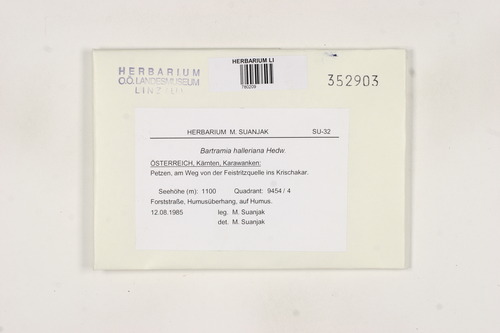 HERBARIUM
O.Ö. LANDESMUSEUM
LINZ
HERBARIUM LI
780209
352903
HERBARIUM M. SUANJAK SU-32
Bartramia halleriana Hedw.
ÖSTERREICH, Kärnten, Karawanken:
Petzen, am Weg von der Feistritzquelle ins Krischakar.
Seehöhe (m): 1100 Quadrant: 9454 / 4
Forststraße, Humusüberhang, auf Humus.
12.08.1985 leg. M. Suanjak
det. M. Suanjak